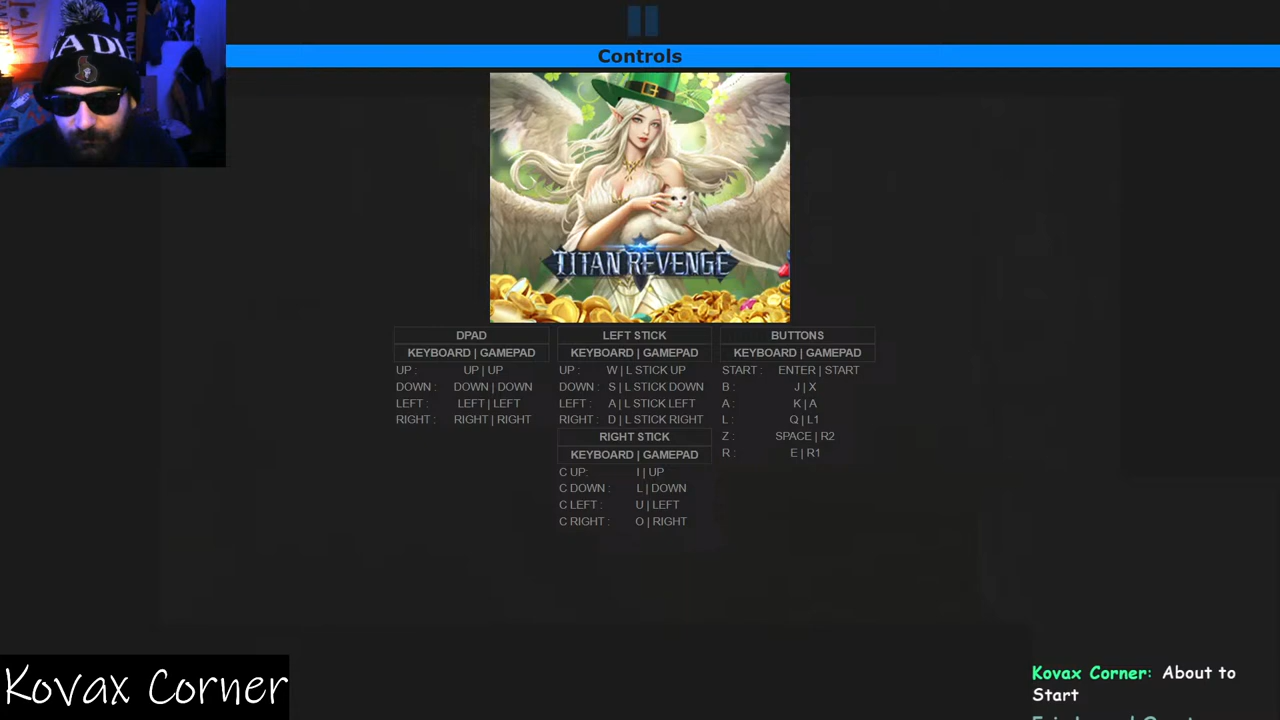 Controls
TITAN REVENGE
DPAD
KEYBOARD | GAMEPAD
UP : UP | UP
DOWN : DOWN | DOWN
LEFT : LEFT | LEFT
RIGHT : RIGHT | RIGHT
LEFT STICK
KEYBOARD | GAMEPAD
UP : W | L STICK UP
DOWN : S | L STICK DOWN
LEFT : A | L STICK LEFT
RIGHT : D | L STICK RIGHT
RIGHT STICK
KEYBOARD | GAMEPAD
C UP: I | UP
C DOWN : L | DOWN
C LEFT : U | LEFT
C RIGHT : O | RIGHT
BUTTONS
KEYBOARD | GAMEPAD
START : ENTER | START
B : J | X
A : K | A
L : Q | L1
Z : SPACE | R2
R : E | R1
Kovax Corner
Kovax Corner: About to
Start